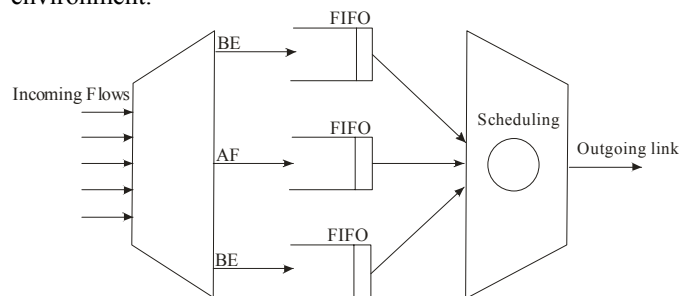 environment.
FIFO
BE
Incoming Flows
FIFO
Scheduling
AF
Outgoing link
FIFO
BE